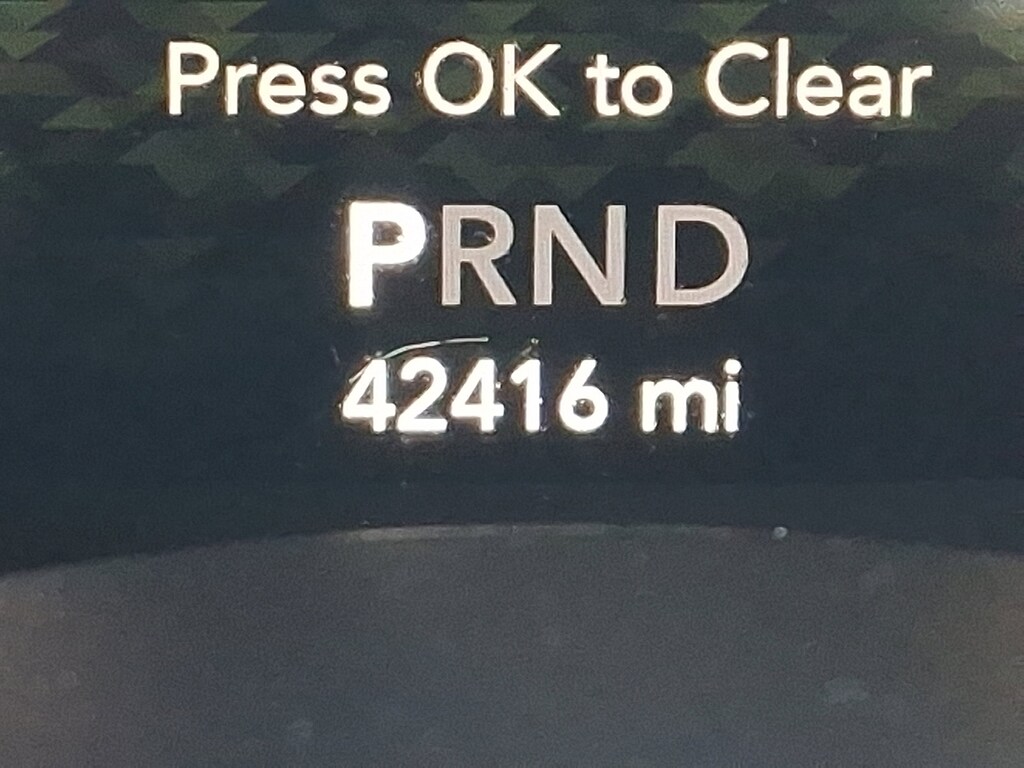 Press OK to Clear
PRND
42416 mi